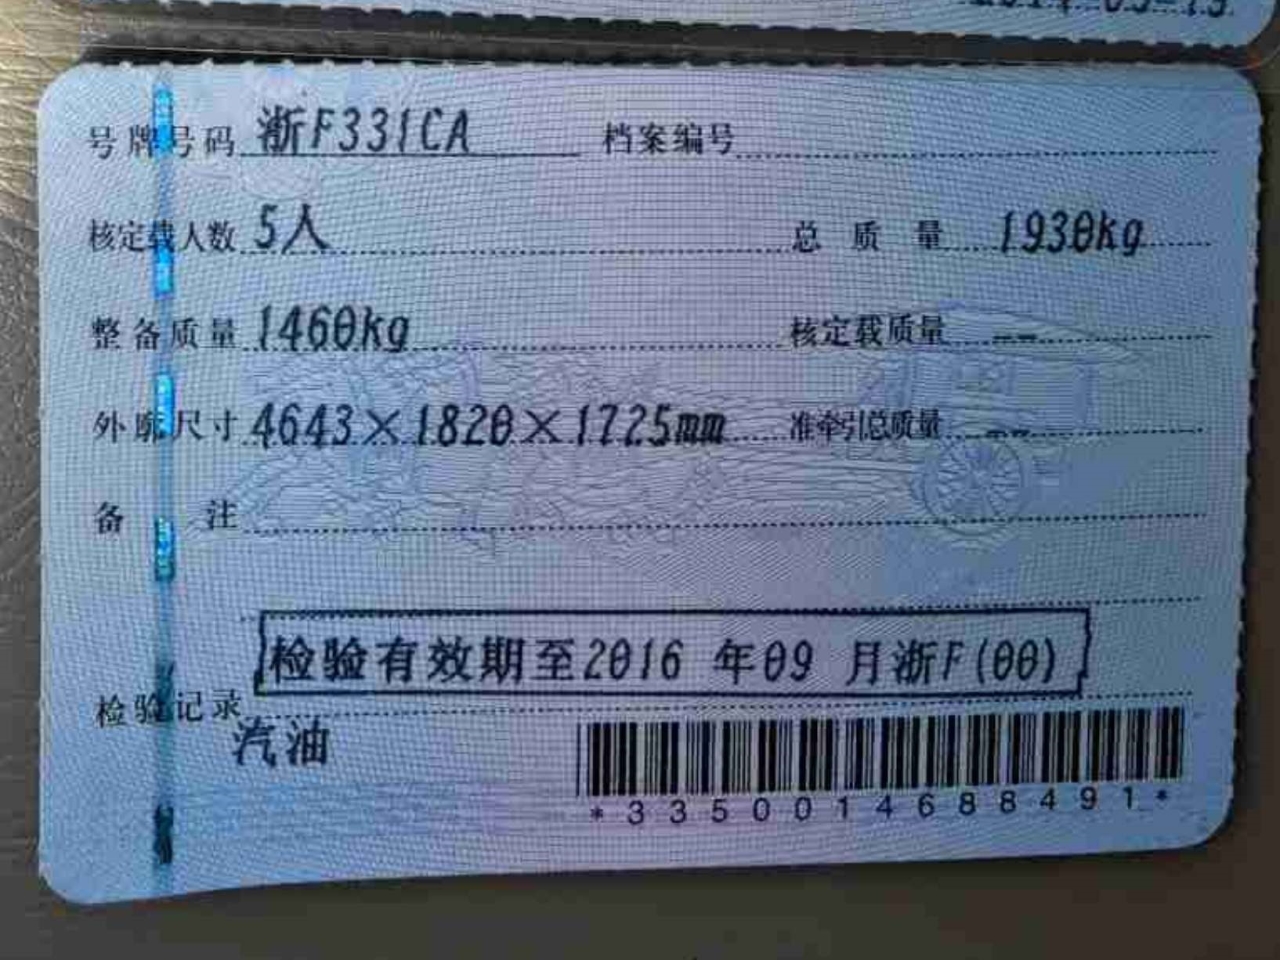 号牌号码 浙F331CA 档案编号
核定载人数 5人 总质量 1930kg
整备质量 1460kg 核定载质量 --
外廓尺寸 4643×1820×1725mm 准牵引总质量 --
备注
检验有效期至2016 年09 月浙F(00)
检验记录
汽油
*3350014688491*